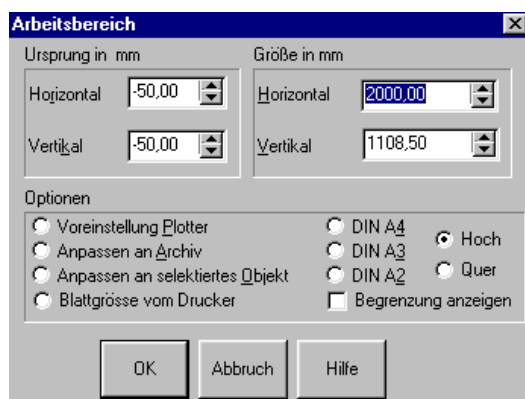 Arbeitsbereich
Ursprung in mm
Größe in mm
Horizontal -50,00
Horizontal 2000,00
Vertikal -50,00
Vertikal 1108,50
Optionen
Voreinstellung Plotter
Anpassen an Archiv
Anpassen an selektiertes Objekt
Blattgrösse vom Drucker
DIN A4
DIN A3
DIN A2
Hoch
Quer
Begrenzung anzeigen
OK
Abbruch
Hilfe